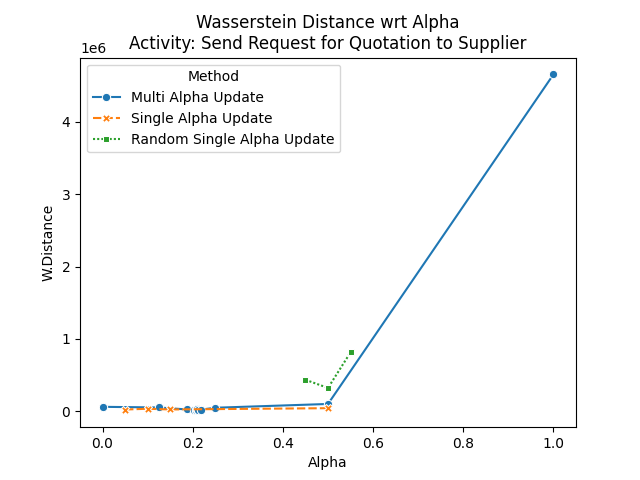 Wasserstein Distance wrt Alpha
Activity: Send Request for Quotation to Supplier
1e6
Method
Multi Alpha Update
Single Alpha Update
Random Single Alpha Update
4
3
2
1
0
W.Distance
0.0 0.2 0.4 0.6 0.8 1.0
Alpha